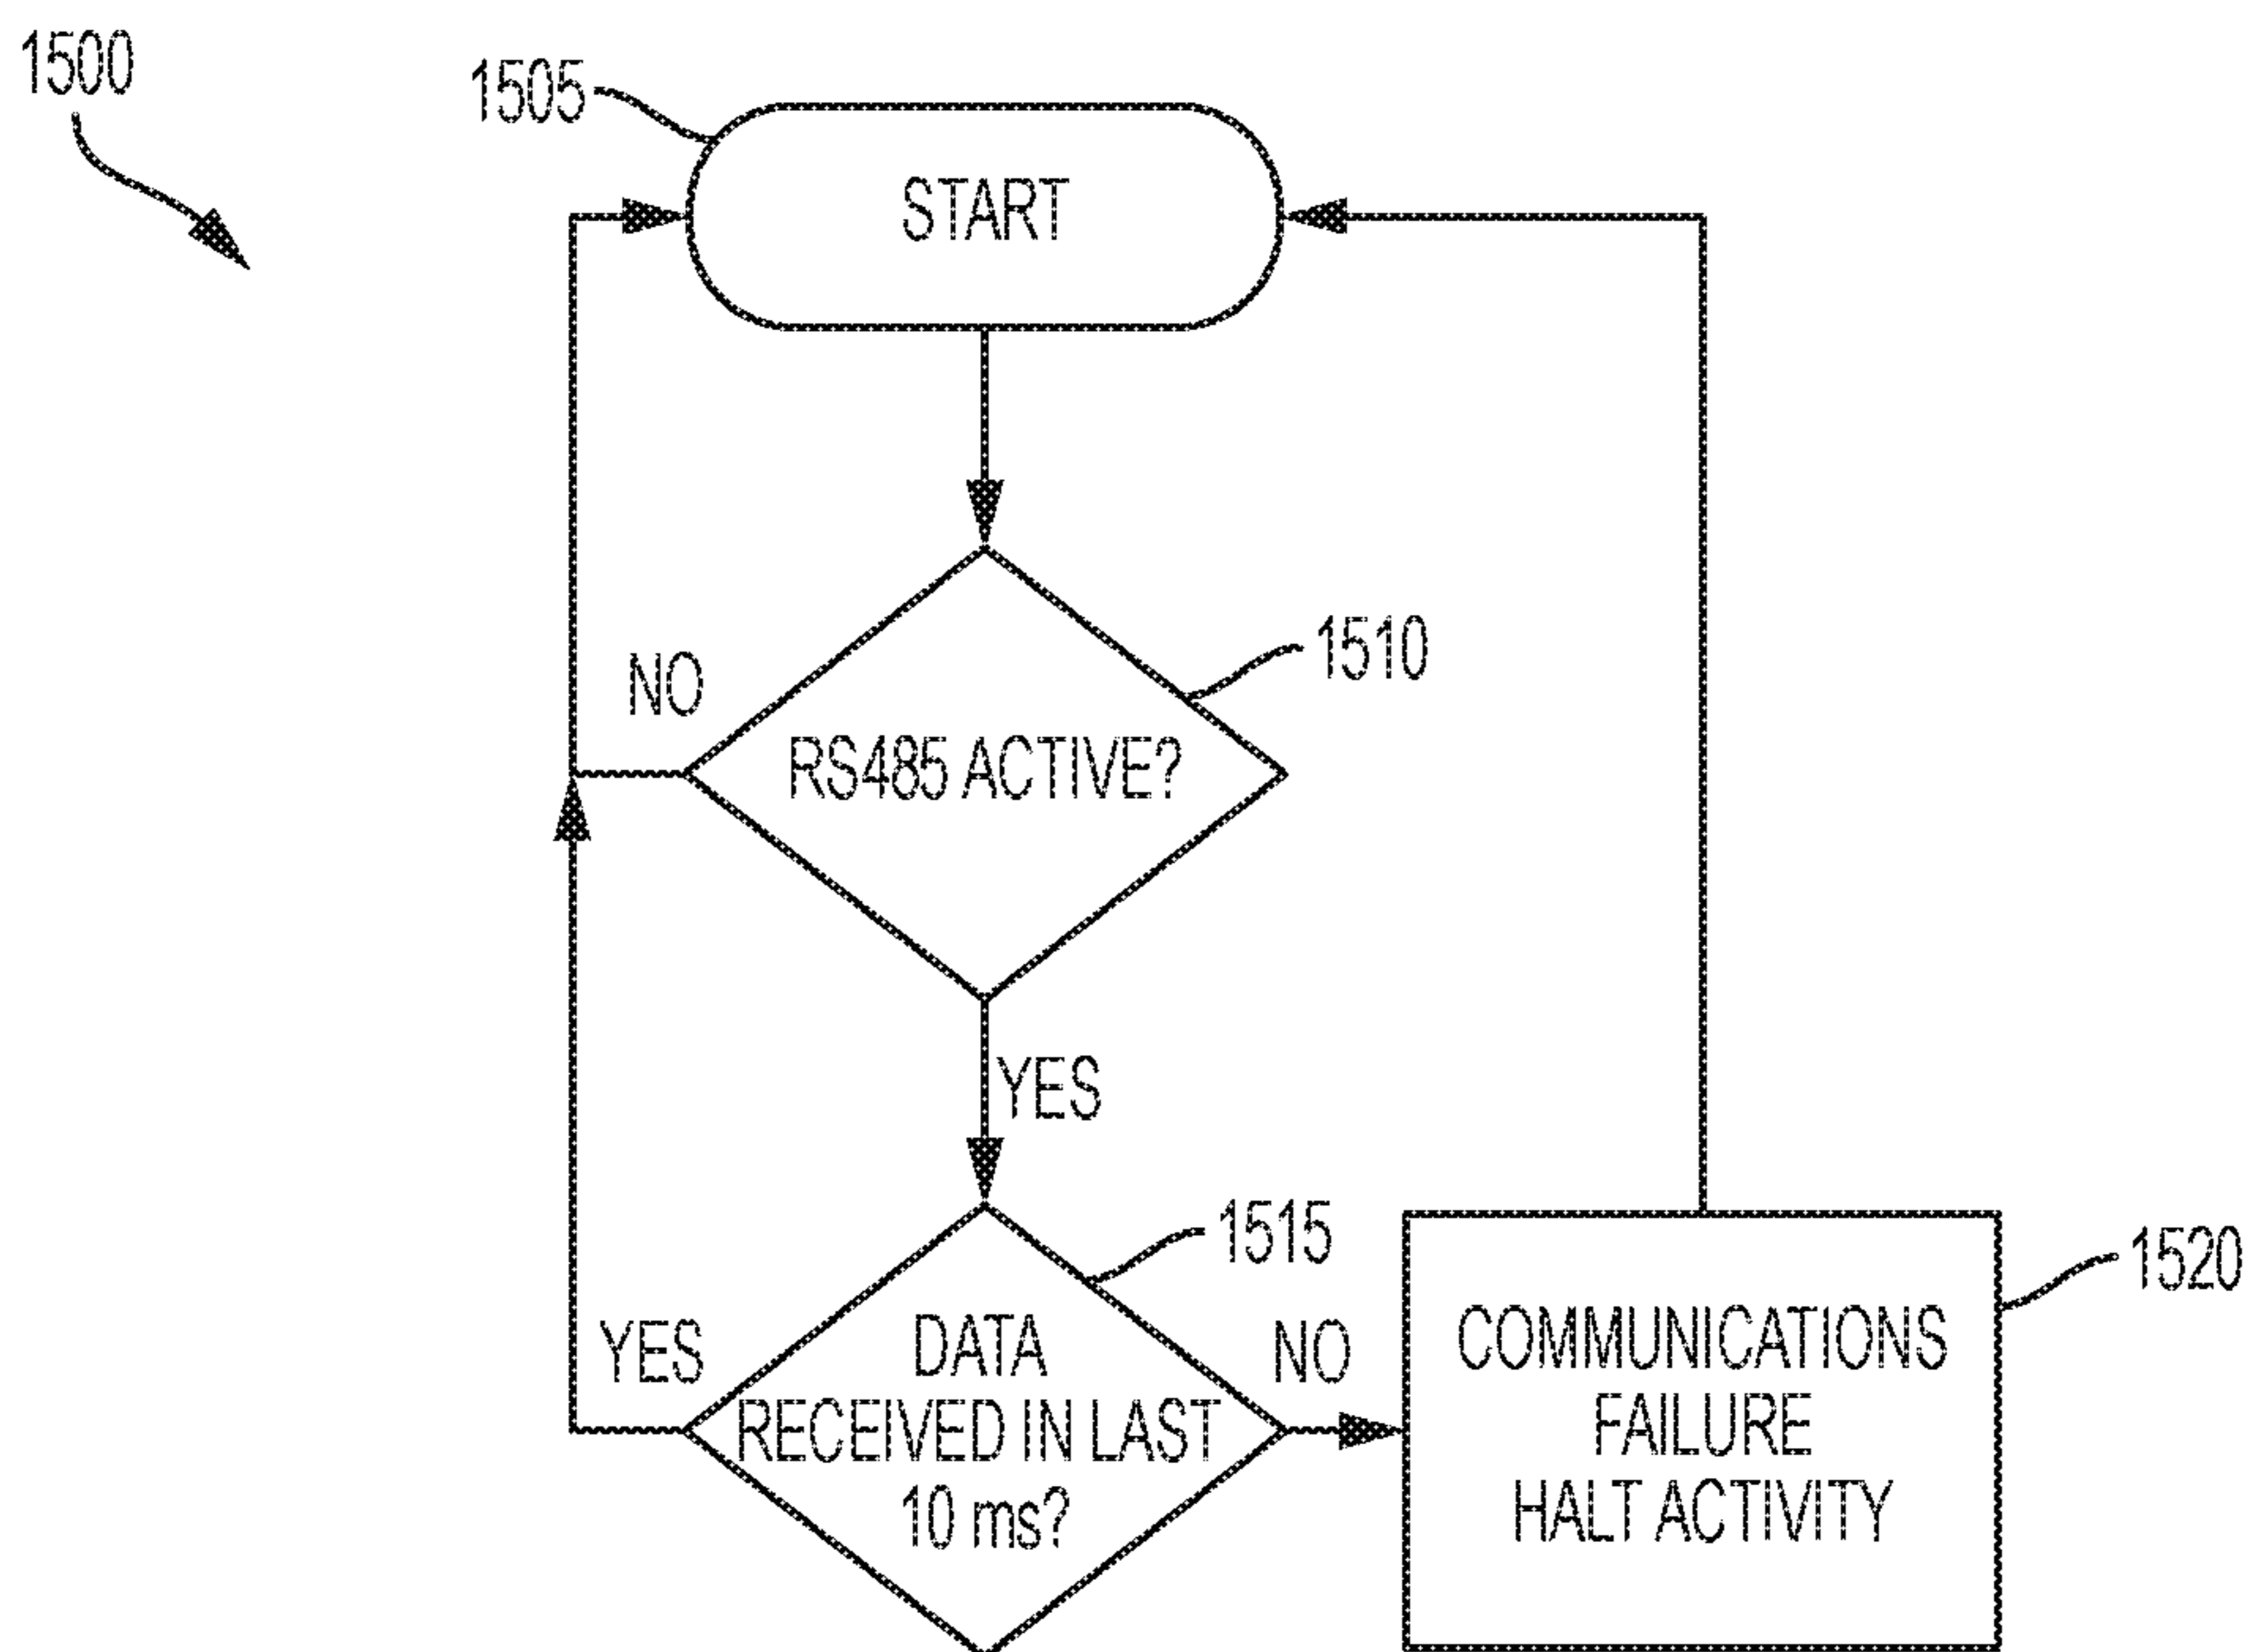 1500
1505
START
1510
NO
RS485 ACTIVE?
YES
1515
1520
YES
DATA
RECEIVED IN LAST
10 ms?
NO
COMMUNICATIONS
FAILURE
HALT ACTIVITY